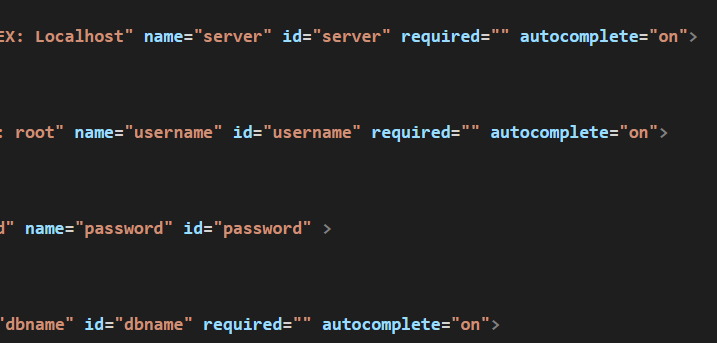 EX: Localhost" name="server" id="server" required="" autocomplete="on">
: root" name="username" id="username" required="" autocomplete="on">
d" name="password" id="password" >
"dbname" id="dbname" required="" autocomplete="on">